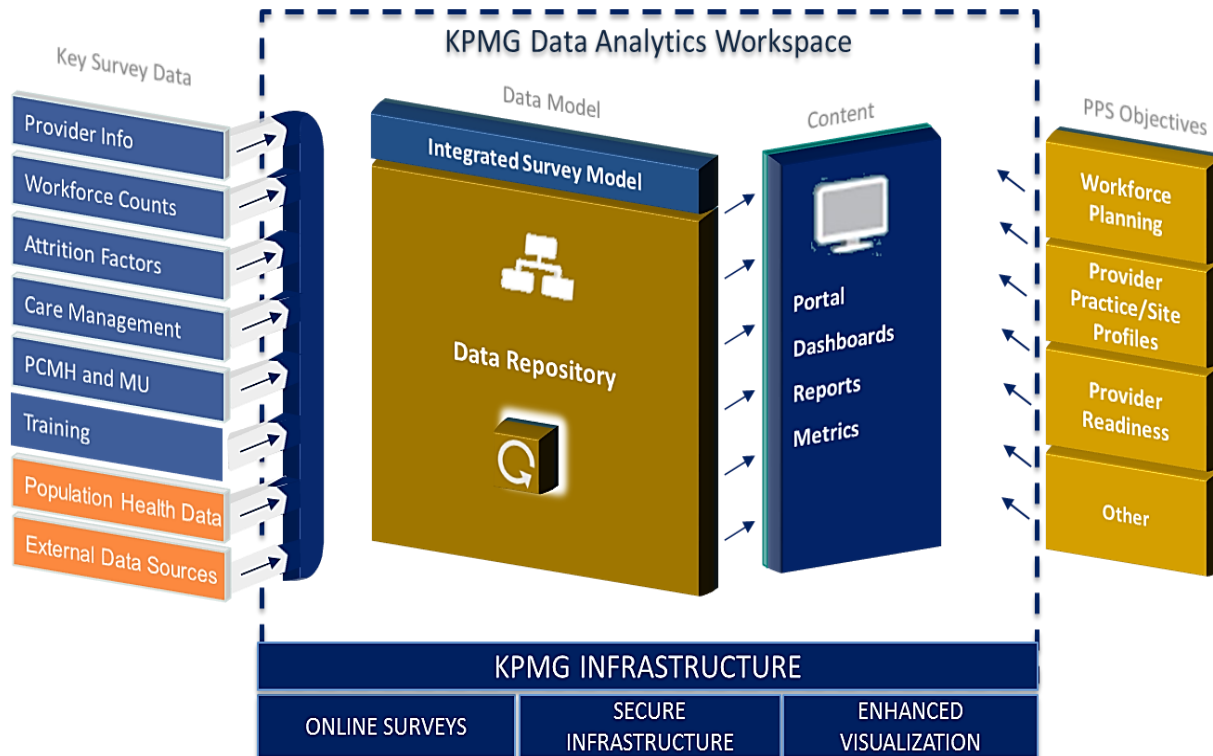 KPMG Data Analytics Workspace
Key Survey Data
Provider Info
Workforce Counts
Attrition Factors
Care Management
PCMH and MU
Training
Population Health Data
External Data Sources
Data Model
Integrated Survey Model
Data Repository
Content
Portal
Dashboards
Reports
Metrics
PPS Objectives
Workforce
Planning
Provider
Practice/Site
Profiles
Provider
Readiness
Other
KPMG INFRASTRUCTURE
ONLINE SURVEYS
SECURE
INFRASTRUCTURE
ENHANCED
VISUALIZATION